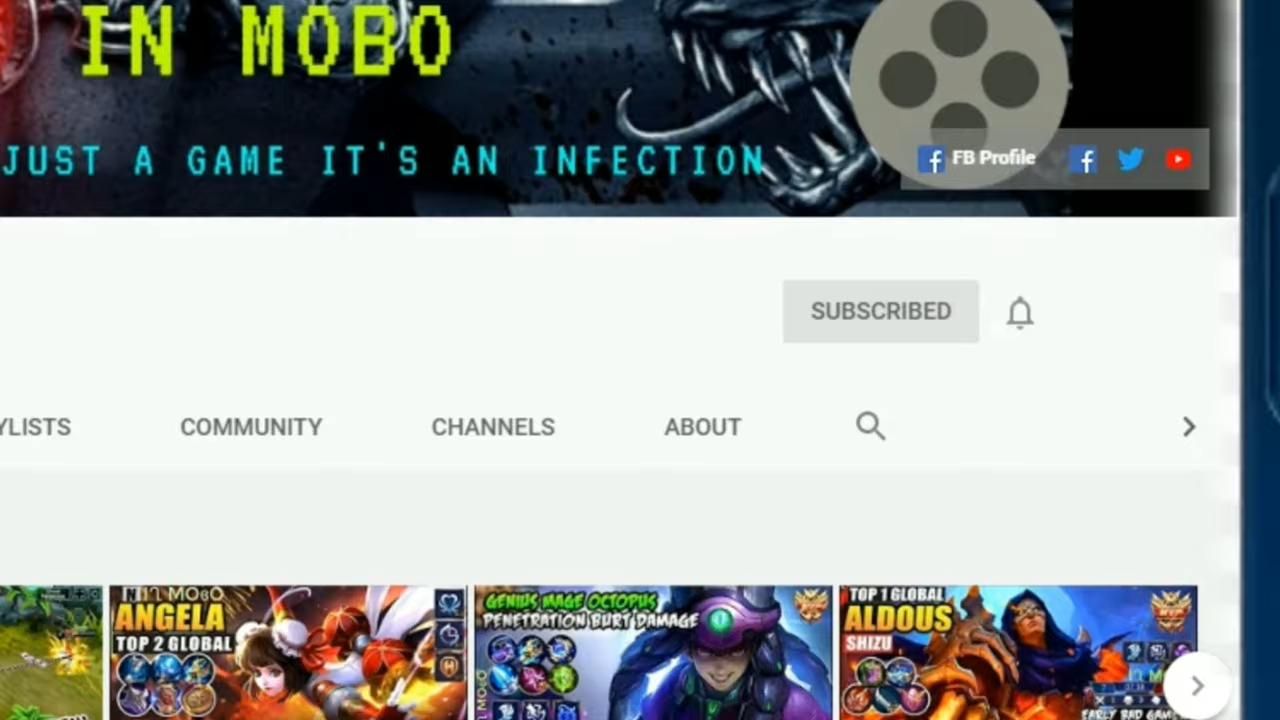 IN MOBO
JUST A GAME IT'S AN INFECTION
FB Profile
SUBSCRIBED
YLISTS
COMMUNITY
CHANNELS
ABOUT
ANGELA
TOP 2 GLOBAL
GENIUS MAGE OCTOPUS
PENETRATION BURT DAMAGE
TOP 1 GLOBAL
ALDOUS
SHIZU